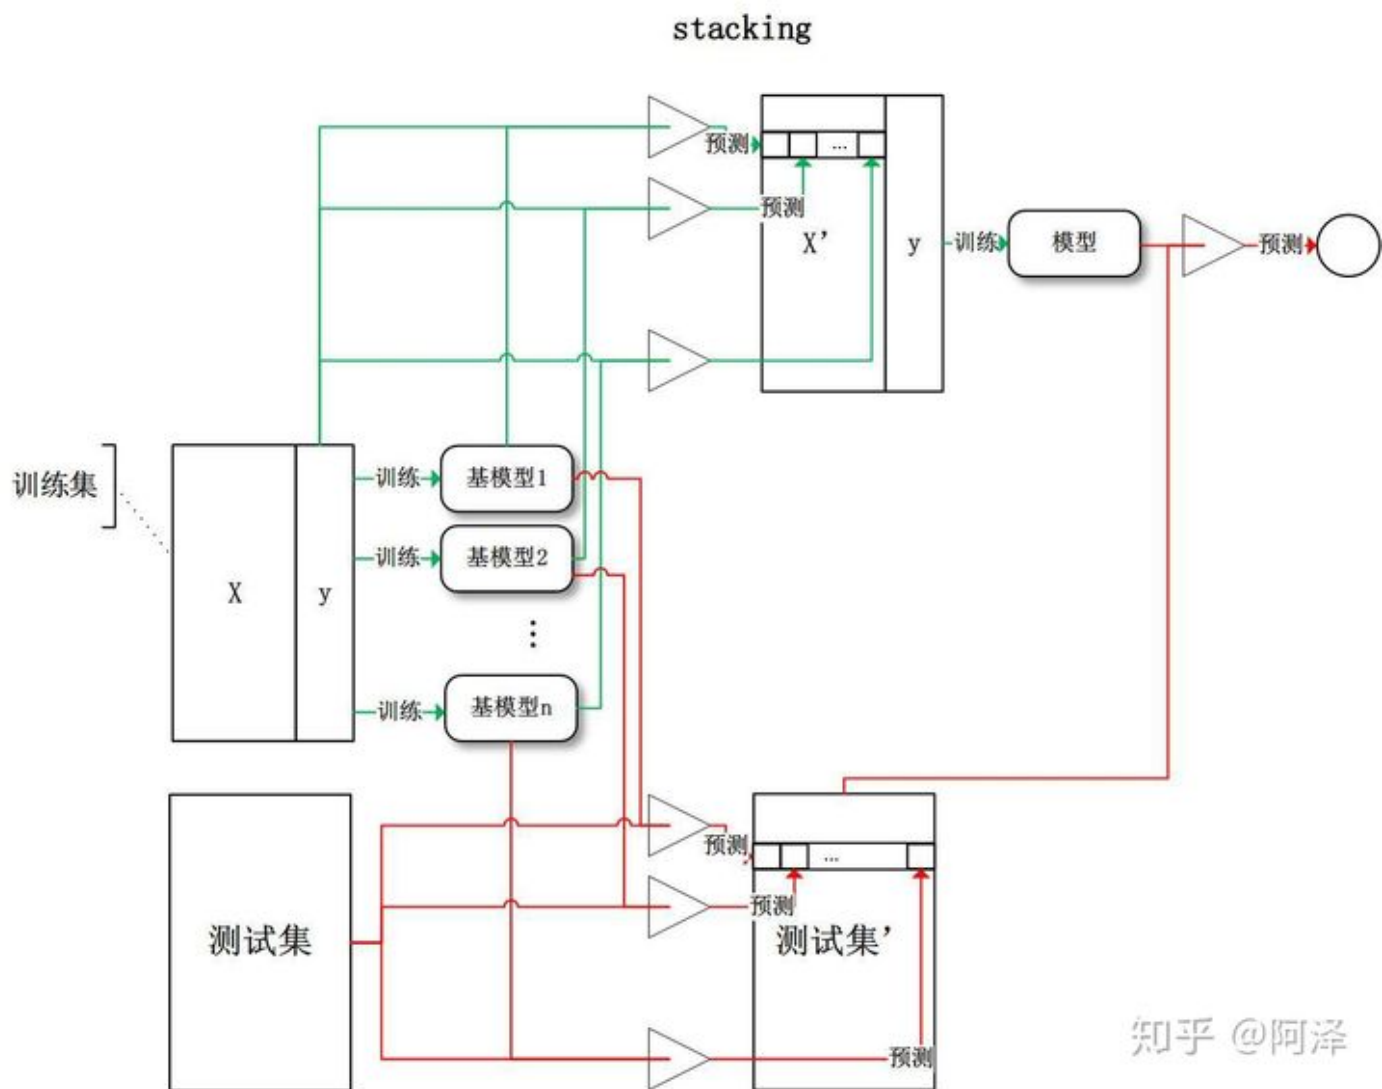 stacking
预测
...
预测
X’
y
训练
模型
预测
训练集
X
y
训练
基模型1
训练
基模型2
⋮
训练
基模型n
预测
...
预测
测试集
测试集’
预测
知乎 @阿泽